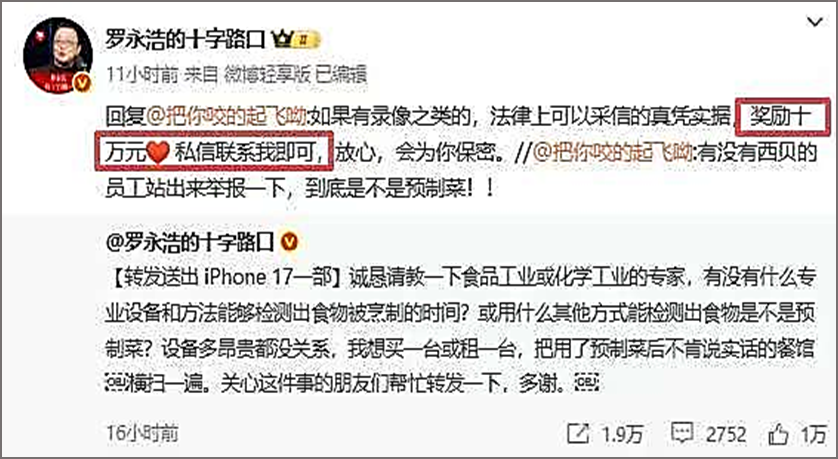 罗永浩的十字路口 II
11小时前 来自 微博轻享版 已编辑
回复@把你咬的起飞呦:如果有录像之类的，法律上可以采信的真凭实据，奖励十
万元❤️ 私信联系我即可，放心，会为你保密。//@把你咬的起飞呦:有没有西贝的
员工站出来举报一下，到底是不是预制菜！！
@罗永浩的十字路口
【转发送出 iPhone 17一部】诚恳请教一下食品工业或化学工业的专家，有没有什么专
业设备和方法能够检测出食物被烹制的时间？或用什么其他方式能检测出食物是不是预
制菜？设备多昂贵都没关系，我想买一台或租一台，把用了预制菜后不肯说实话的餐馆
￼横扫一遍。关心这件事的朋友们帮忙转发一下，多谢。￼
16小时前 1.9万 2752 1万